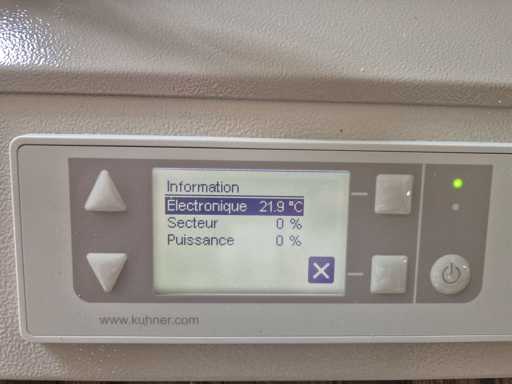 Information
Électronique 21.9 °C
Secteur 0 %
Puissance 0 %
www.kuhner.com